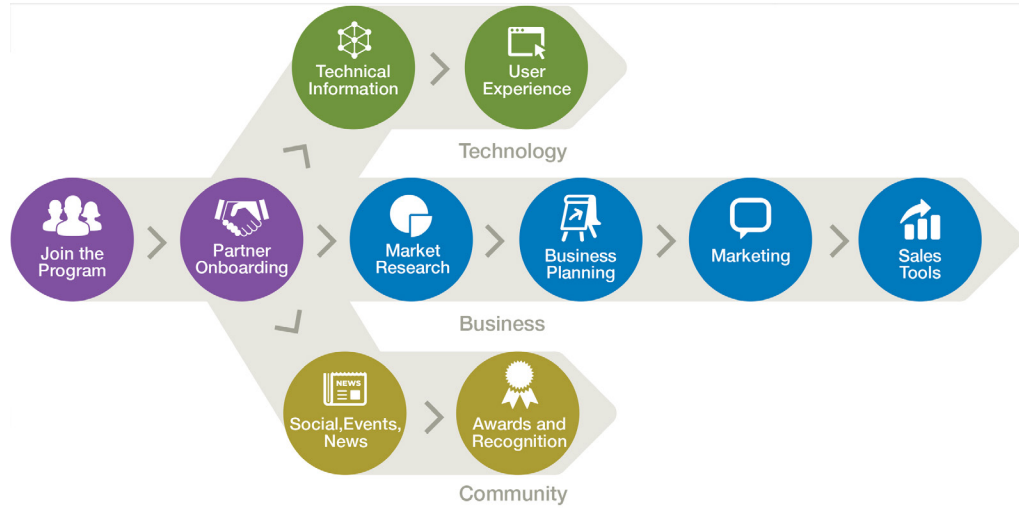 Technical
Information
User
Experience
Technology
Join the
Program
Partner
Onboarding
Market
Research
Business
Planning
Marketing
Sales
Tools
Business
NEWS
Social,Events,
News
Awards and
Recognition
Community